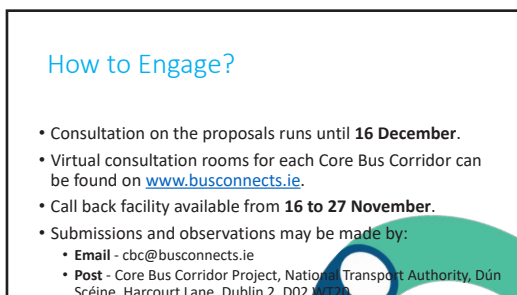 How to Engage?
• Consultation on the proposals runs until 16 December.
• Virtual consultation rooms for each Core Bus Corridor can
be found on www.busconnects.ie.
• Call back facility available from 16 to 27 November.
• Submissions and observations may be made by:
• Email - cbc@busconnects.ie
• Post - Core Bus Corridor Project, National Transport Authority, Dún
Scéine, Harcourt Lane, Dublin 2, D02 WT20